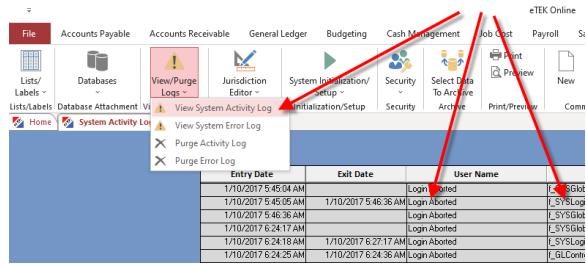 eTEK Online
File Accounts Payable Accounts Receivable General Ledger Budgeting Cash Management Job Cost Payroll
Lists/ Labels Databases View/Purge Logs Jurisdiction Editor System Initialization/ Setup Security Select Data To Archive Print Preview New
Lists/Labels Database Attachment Initialization/Setup Security Archive Print/Preview
View System Activity Log
View System Error Log
Purge Activity Log
Purge Error Log
Home System Activity
Entry Date Exit Date User Name
1/10/2017 5:45:04 AM Login Aborted f_SYSGlob
1/10/2017 5:45:05 AM 1/10/2017 5:46:36 AM Login Aborted f_SYSLogi
1/10/2017 5:46:36 AM Login Aborted f_SYSGlob
1/10/2017 6:24:17 AM Login Aborted f_SYSGlob
1/10/2017 6:24:18 AM 1/10/2017 6:27:17 AM Login Aborted f_SYSLogi
1/10/2017 6:24:25 AM 1/10/2017 6:24:36 AM Login Aborted f_GLContr